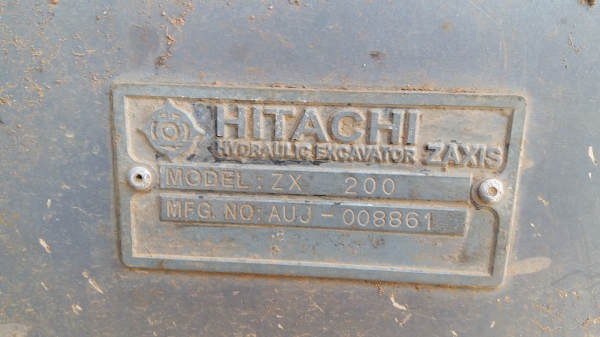 HITACHI
HYDRAULIC EXCAVATOR ZAXIS
MODEL: ZX 200
MFG. NO: AUJ-008861